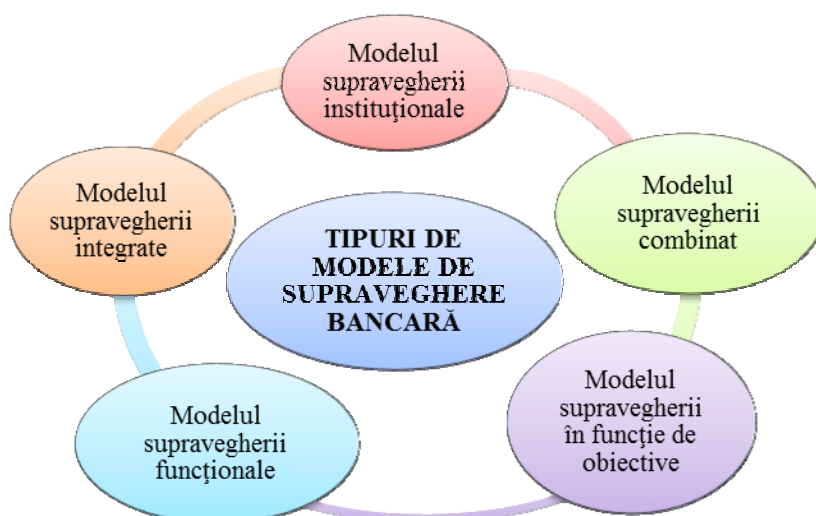 Modelul
supravegherii
instituţionale
Modelul
supravegherii
combinat
Modelul
supravegherii
în funcţie de
obiective
Modelul
supravegherii
funcţionale
Modelul
supravegherii
integrate
TIPURI DE
MODELE DE
SUPRAVEGHERE
BANCARĂ